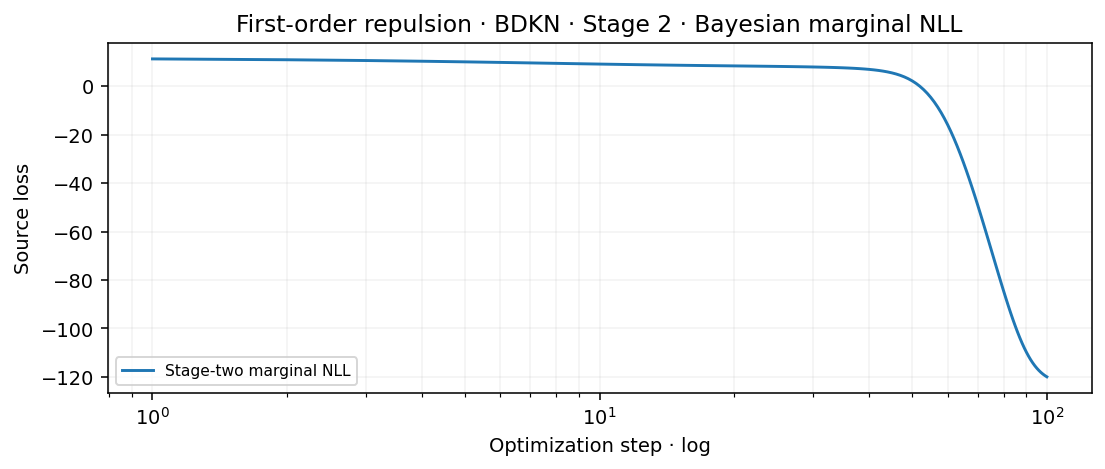 First-order repulsion · BDKN · Stage 2 · Bayesian marginal NLL
Source loss
0
−20
−40
−60
−80
−100
−120
Stage-two marginal NLL
10⁰
10¹
10²
Optimization step · log